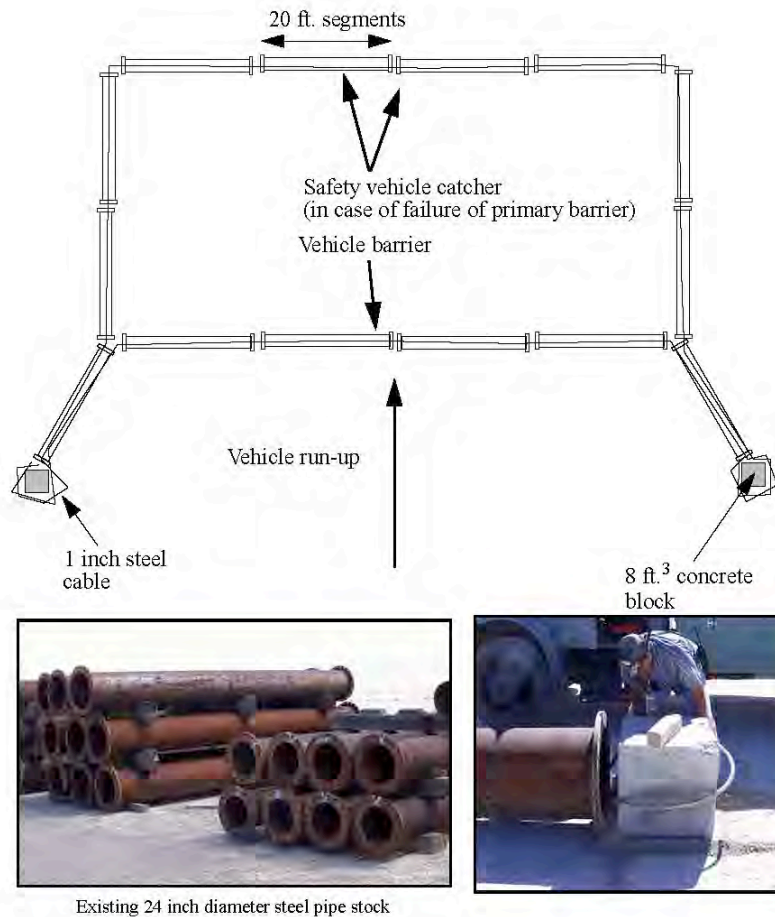 20 ft. segments
Safety vehicle catcher
(in case of failure of primary barrier)
Vehicle barrier
Vehicle run-up
1 inch steel
cable
8 ft.³ concrete
block
Existing 24 inch diameter steel pipe stock